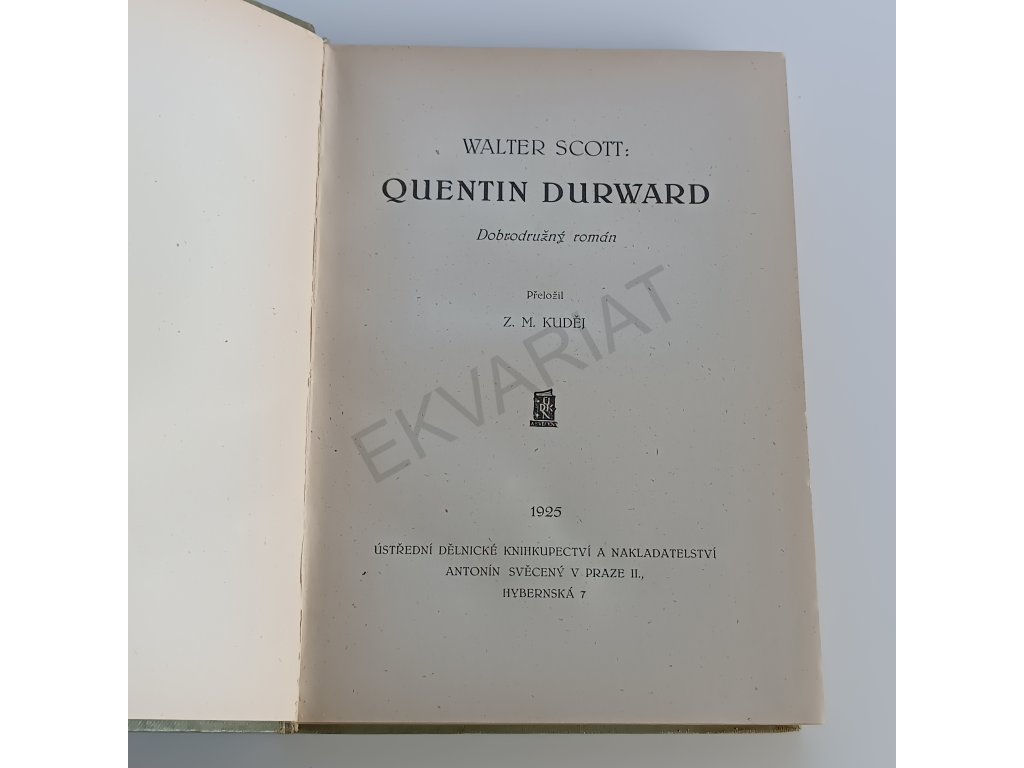 WALTER SCOTT:
QUENTIN DURWARD
Dobrodružný román
Přeložil
Z. M. KUDĚJ
EKVARIAT
1925
ÚSTŘEDNÍ DĚLNICKÉ KNIHKUPECTVÍ A NAKLADATELSTVÍ
ANTONÍN SVĚCENÝ V PRAZE II.,
HYBERNSKÁ 7